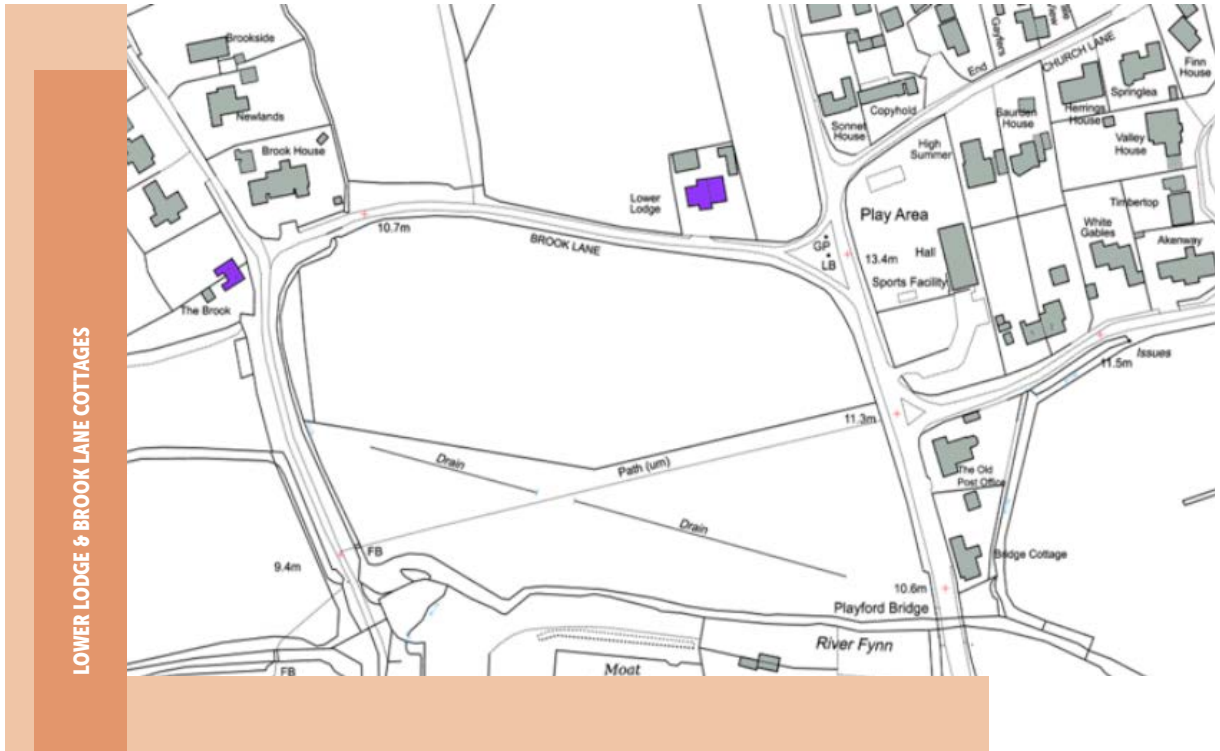 LOWER LODGE & BROOK LANE COTTAGES
Brookside
Newlands
Brook House
10.7m
The Brook
BROOK LANE
Lower
Lodge
GP
LB
Sonnet
House
Copyhold
End
Gayfers
View
CHURCH LANE
Finn
House
Springlea
Herrings
House
Baurden
House
High
Summer
Valley
House
Play Area
Hall
13.4m
Sports Facility
Timbertop
White
Gables
Akenway
Issues
11.5m
11.3m
Path (um)
Drain
Drain
The Old
Post Office
Bridge Cottage
FB
9.4m
10.6m
Playford Bridge
River Fynn
Moat
FB